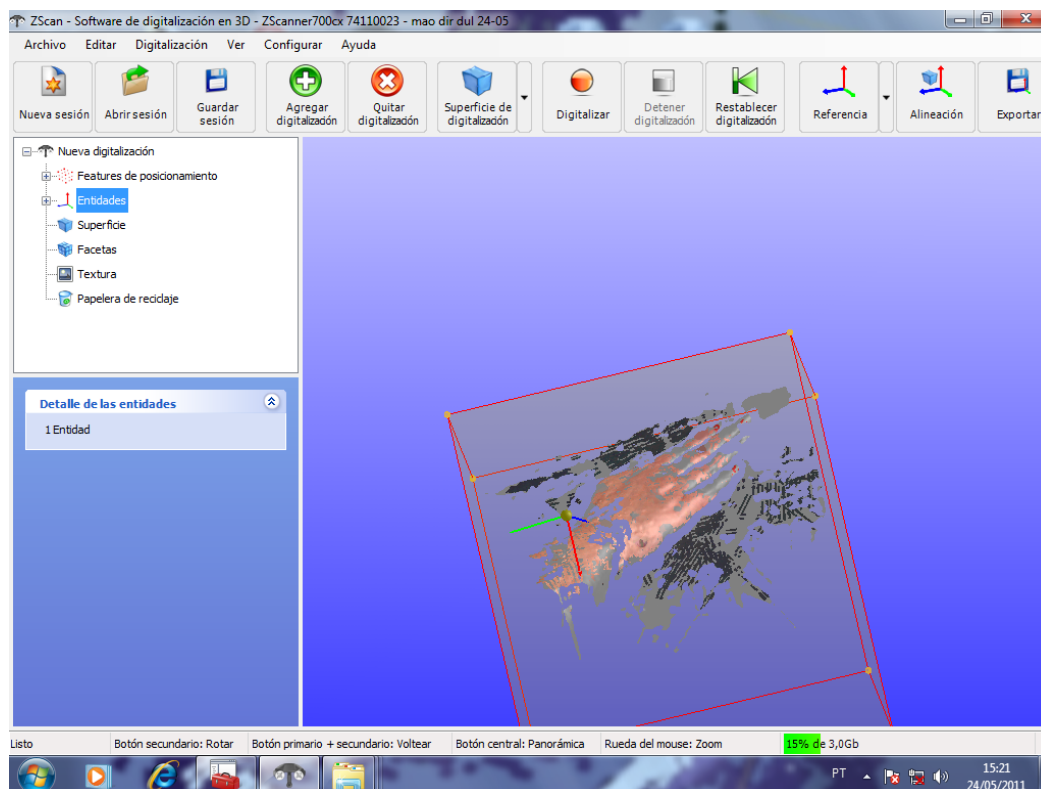 ZScan - Software de digitalización en 3D - ZScanner700cx 74110023 - mao dir dul 24-05
Archivo Editar Digitalización Ver Configurar Ayuda
Nueva sesión
Abrir sesión
Guardar
sesión
Agregar
digitalización
Quitar
digitalización
Superficie de
digitalización
Digitalizar
Detener
digitalización
Restablecer
digitalización
Referencia
Alineación
Exportar
Nueva digitalización
Features de posicionamiento
Entidades
Superficie
Facetas
Textura
Papelera de reciclaje
Detalle de las entidades
1 Entidad
Listo Botón secundario: Rotar Botón primario + secundario: Voltear Botón central: Panorámica Rueda del mouse: Zoom 15% de 3,0Gb
PT
15:21
24/05/2011